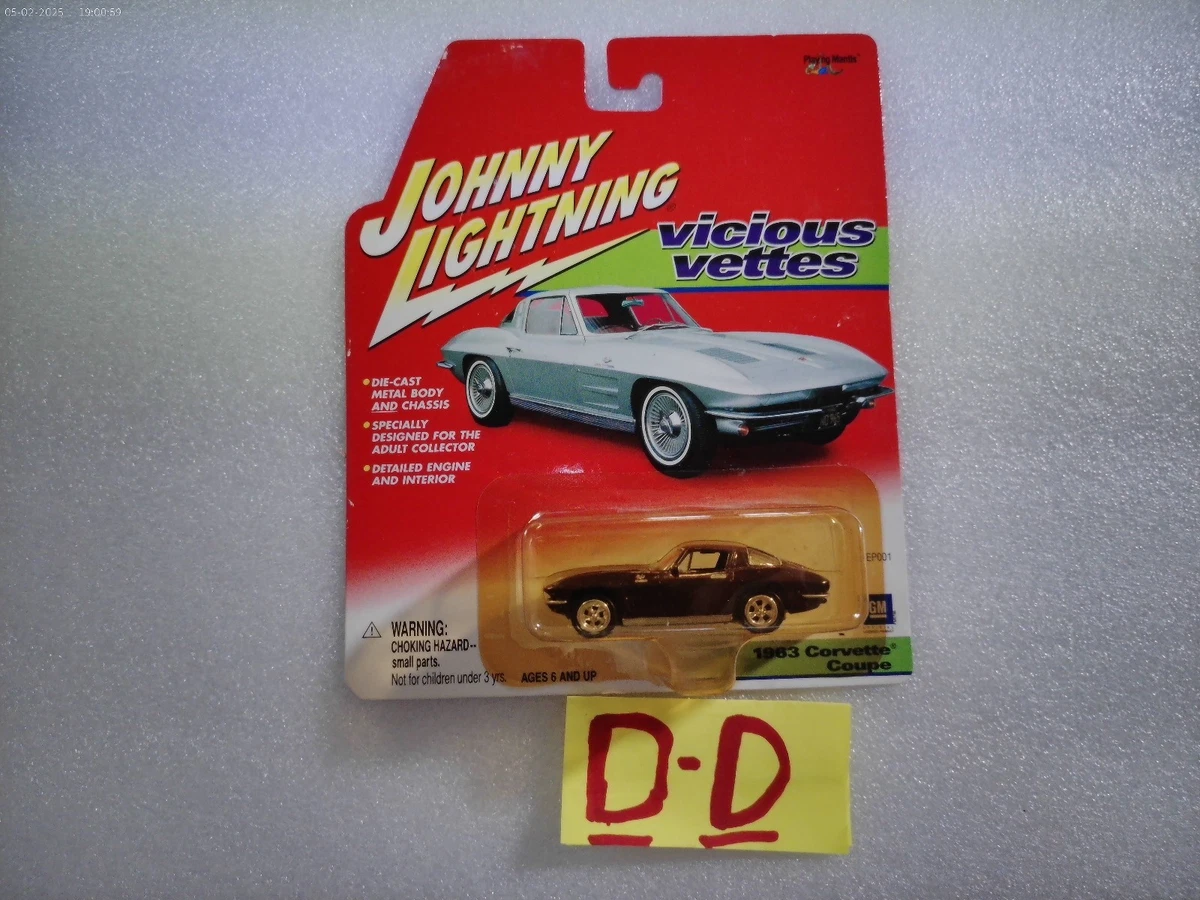 05-02-2025 19:00:59
Playing Mantis™
JOHNNY
LIGHTNING®
vicious
vettes
• DIE-CAST
METAL BODY
AND CHASSIS
• SPECIALLY
DESIGNED FOR THE
ADULT COLLECTOR
• DETAILED ENGINE
AND INTERIOR
EP001
GM
WARNING:
CHOKING HAZARD--
small parts.
Not for children under 3 yrs. AGES 6 AND UP
1963 Corvette®
Coupe
D-D